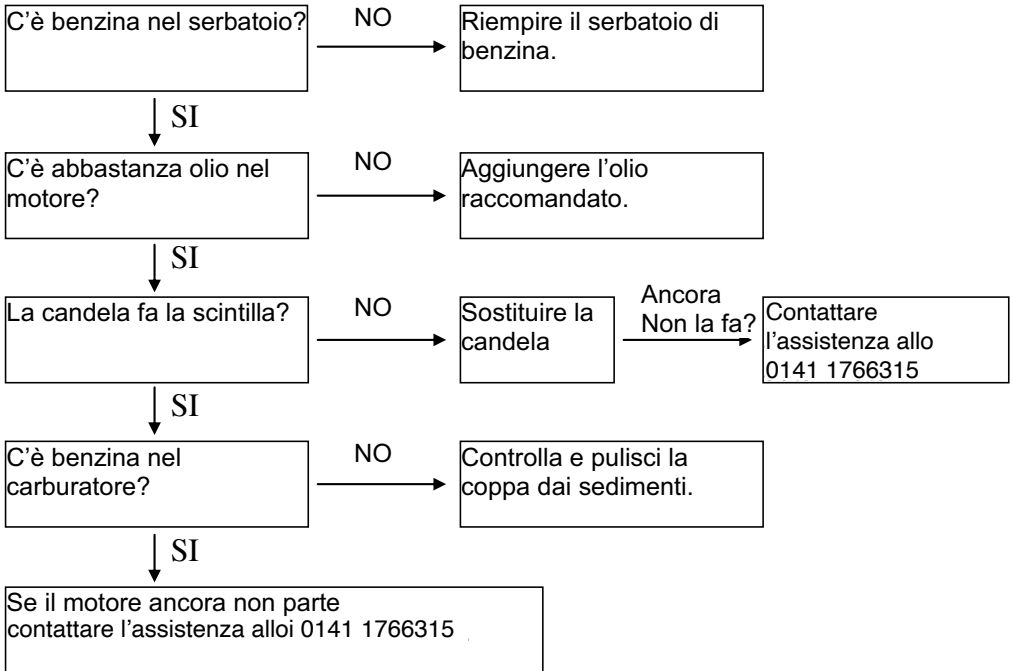 C'è benzina nel serbatoio?
NO
Riempire il serbatoio di
benzina.
SI
C'è abbastanza olio nel
motore?
NO
Aggiungere l'olio
raccomandato.
SI
La candela fa la scintilla?
NO
Sostituire la
candela
Ancora
Non la fa?
Contattare
l'assistenza allo
0141 1766315
SI
C'è benzina nel
carburatore?
NO
Controlla e pulisci la
coppa dai sedimenti.
SI
Se il motore ancora non parte
contattare l'assistenza alloi 0141 1766315